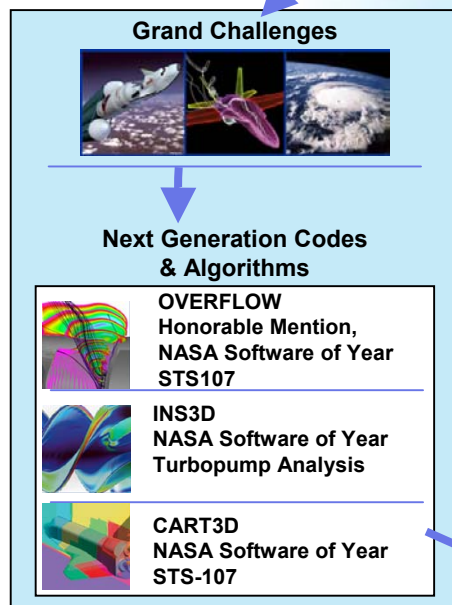 Grand Challenges
Next Generation Codes
& Algorithms
OVERFLOW
Honorable Mention,
NASA Software of Year
STS107
INS3D
NASA Software of Year
Turbopump Analysis
CART3D
NASA Software of Year
STS-107